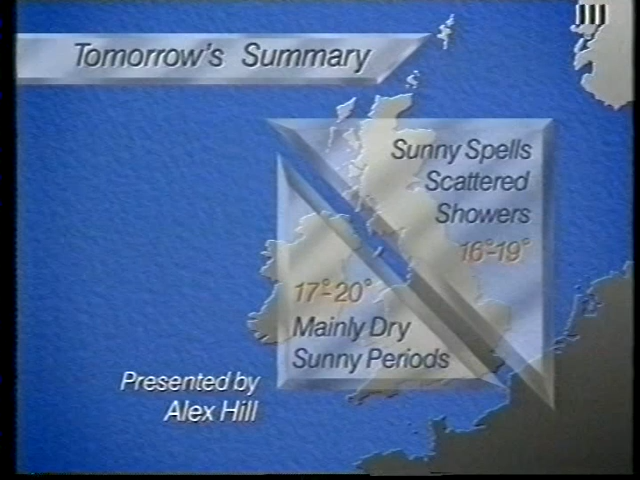 Tomorrow's Summary
Sunny Spells
Scattered
Showers
16°-19°
17°-20°
Mainly Dry
Sunny Periods
Presented by
Alex Hill